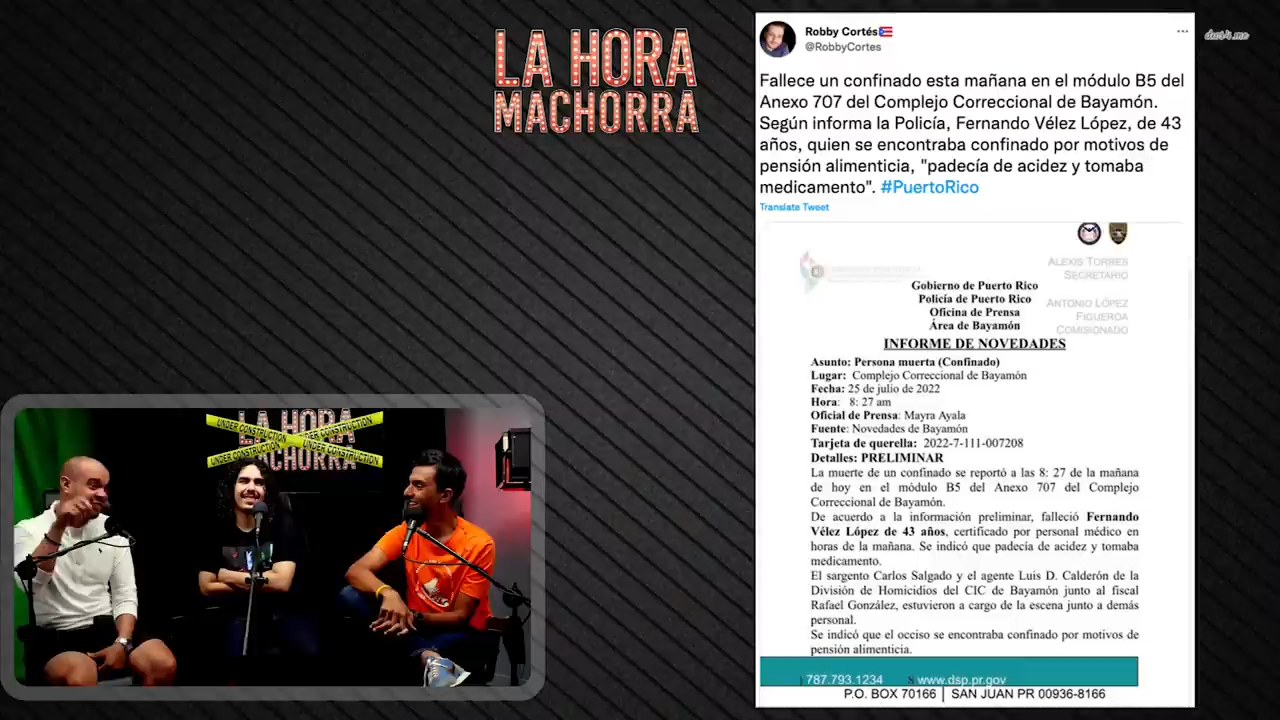 LA HORA
MACHORRA
Robby Cortés
@RobbyCortes
Fallece un confinado esta mañana en el módulo B5 del
Anexo 707 del Complejo Correccional de Bayamón.
Según informa la Policía, Fernando Vélez López, de 43
años, quien se encontraba confinado por motivos de
pensión alimenticia, "padecía de acidez y tomaba
medicamento". #PuertoRico
Translate Tweet
ALEXIS TORRES
SECRETARIO
ANTONIO LÓPEZ
FIGUEROA
COMISIONADO
Gobierno de Puerto Rico
Policía de Puerto Rico
Oficina de Prensa
Área de Bayamón
INFORME DE NOVEDADES
Asunto: Persona muerta (Confinado)
Lugar: Complejo Correccional de Bayamón
Fecha: 25 de julio de 2022
Hora: 8: 27 am
Oficial de Prensa: Mayra Ayala
Fuente: Novedades de Bayamón
Tarjeta de querella: 2022-7-111-007208
Detalles: PRELIMINAR
La muerte de un confinado se reportó a las 8: 27 de la mañana
de hoy en el módulo B5 del Anexo 707 del Complejo
Correccional de Bayamón.
De acuerdo a la información preliminar, falleció Fernando
Vélez López de 43 años, certificado por personal médico en
horas de la mañana. Se indicó que padecía de acidez y tomaba
medicamento.
El sargento Carlos Salgado y el agente Luis D. Calderón de la
División de Homicidios del CIC de Bayamón junto al fiscal
Rafael González, estuvieron a cargo de la escena junto a demás
personal.
Se indicó que el occiso se encontraba confinado por motivos de
pensión alimenticia.
787.793.1234 www.dsp.pr.gov
P.O. BOX 70166 | SAN JUAN PR 00936-8166
LA HORA
MACHORRA
UNDER CONSTRUCTION
UNDER CONSTRUCTION
UNDER CONSTRUCTION